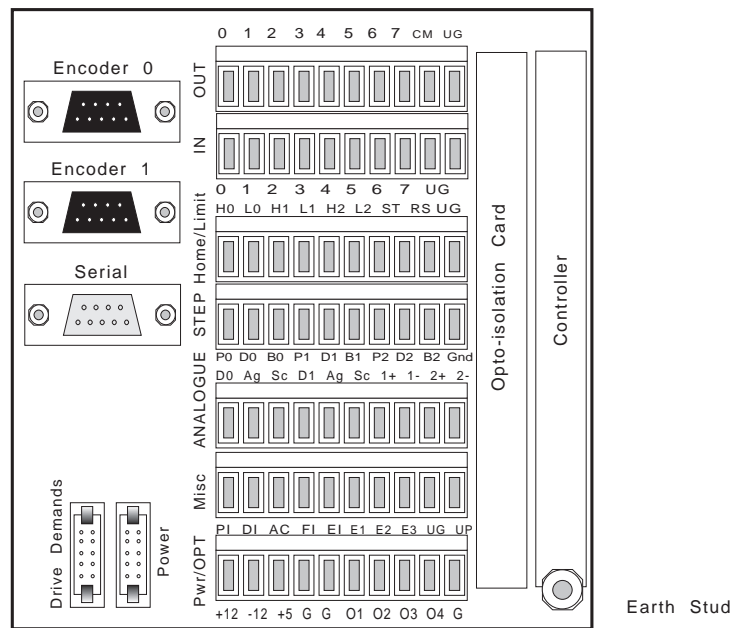 0 1 2 3 4 5 6 7 CM UG
OUT
Encoder 0
IN
Encoder 1
0 1 2 3 4 5 6 7 UG
H0 L0 H1 L1 H2 L2 ST RS UG
Home/Limit
Serial
STEP
P0 D0 B0 P1 D1 B1 P2 D2 B2 Gnd
D0 Ag Sc D1 Ag Sc 1+ 1- 2+ 2-
ANALOGUE
Misc
PI DI AC FI EI E1 E2 E3 UG UP
Pwr/OPT
+12 -12 +5 G G O1 O2 O3 O4 G
Drive Demands
Power
Opto-isolation Card
Controller
Earth Stud